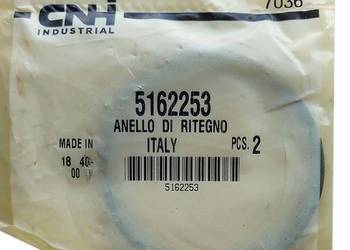 7036
CNH
INDUSTRIAL
5162253
ANELLO DI RITEGNO
MADE IN ITALY PCS. 2
18 40-
00
5162253